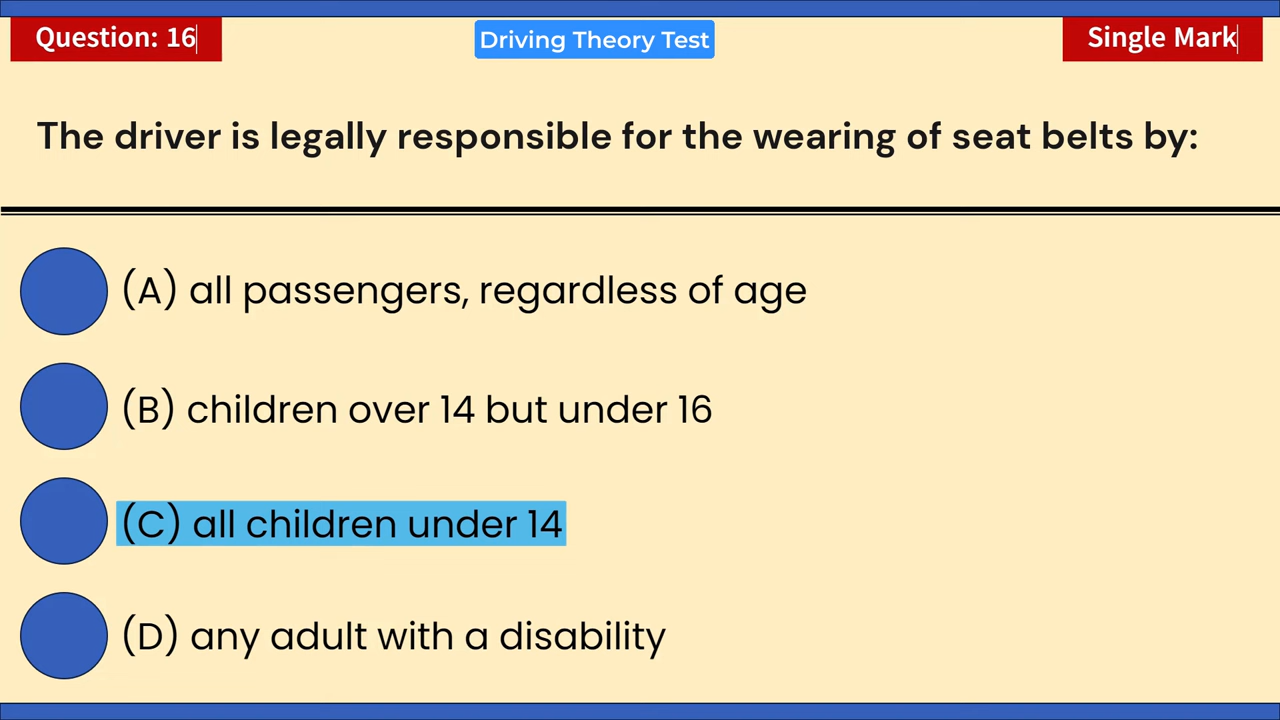 Question: 16
Driving Theory Test
Single Mark
The driver is legally responsible for the wearing of seat belts by:
(A) all passengers, regardless of age
(B) children over 14 but under 16
(C) all children under 14
(D) any adult with a disability